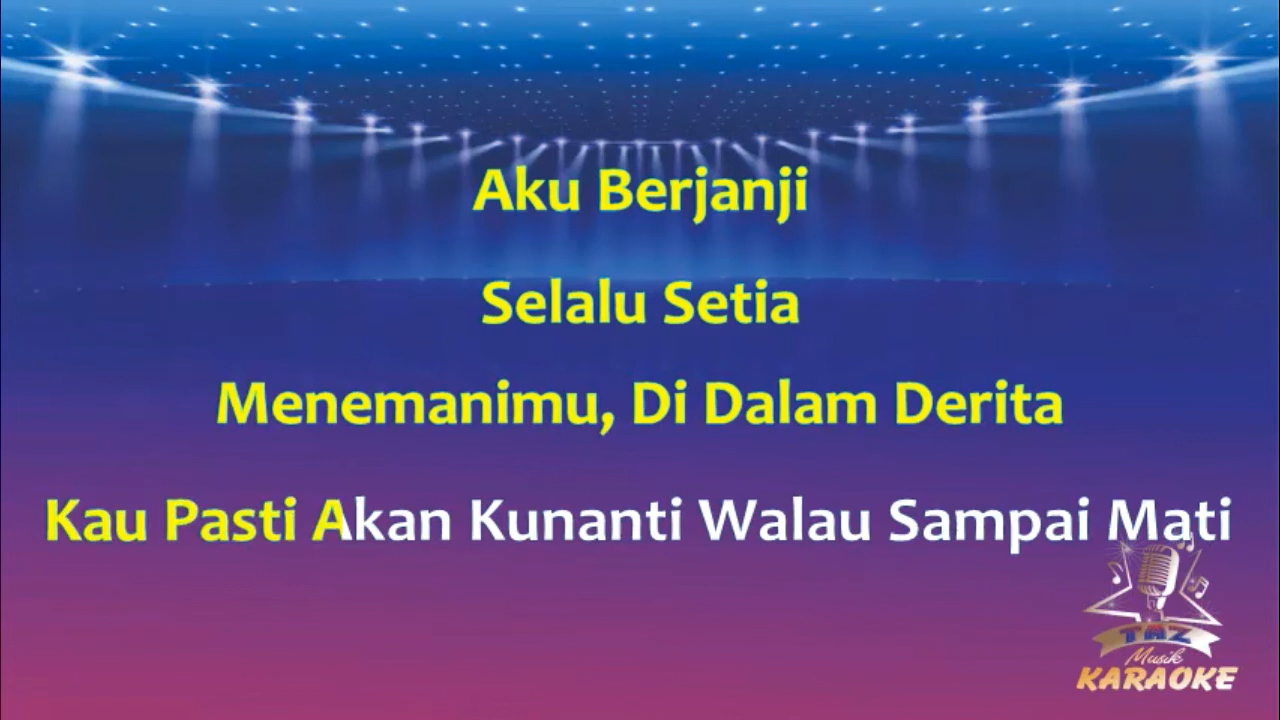 Aku Berjanji
Selalu Setia
Menemanimu, Di Dalam Derita
Kau Pasti Akan Kunanti Walau Sampai Mati
TMZ
Musik
KARAOKE